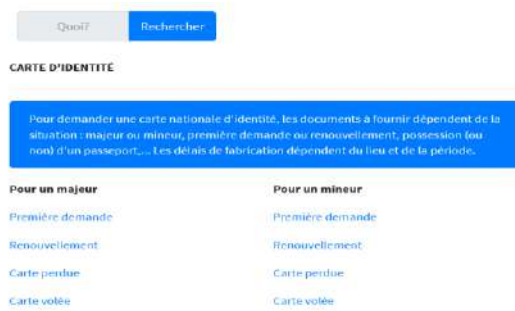 Quoi? Rechercher
CARTE D'IDENTITÉ
Pour demander une carte nationale d'identité, les documents à fournir dépendent de la
situation : majeur ou mineur, première demande ou renouvellement, possession (ou
non) d'un passeport,... Les délais de fabrication dépendent du lieu et de la période.
Pour un majeur Pour un mineur
Première demande Première demande
Renouvellement Renouvellement
Carte perdue Carte perdue
Carte volée Carte volée